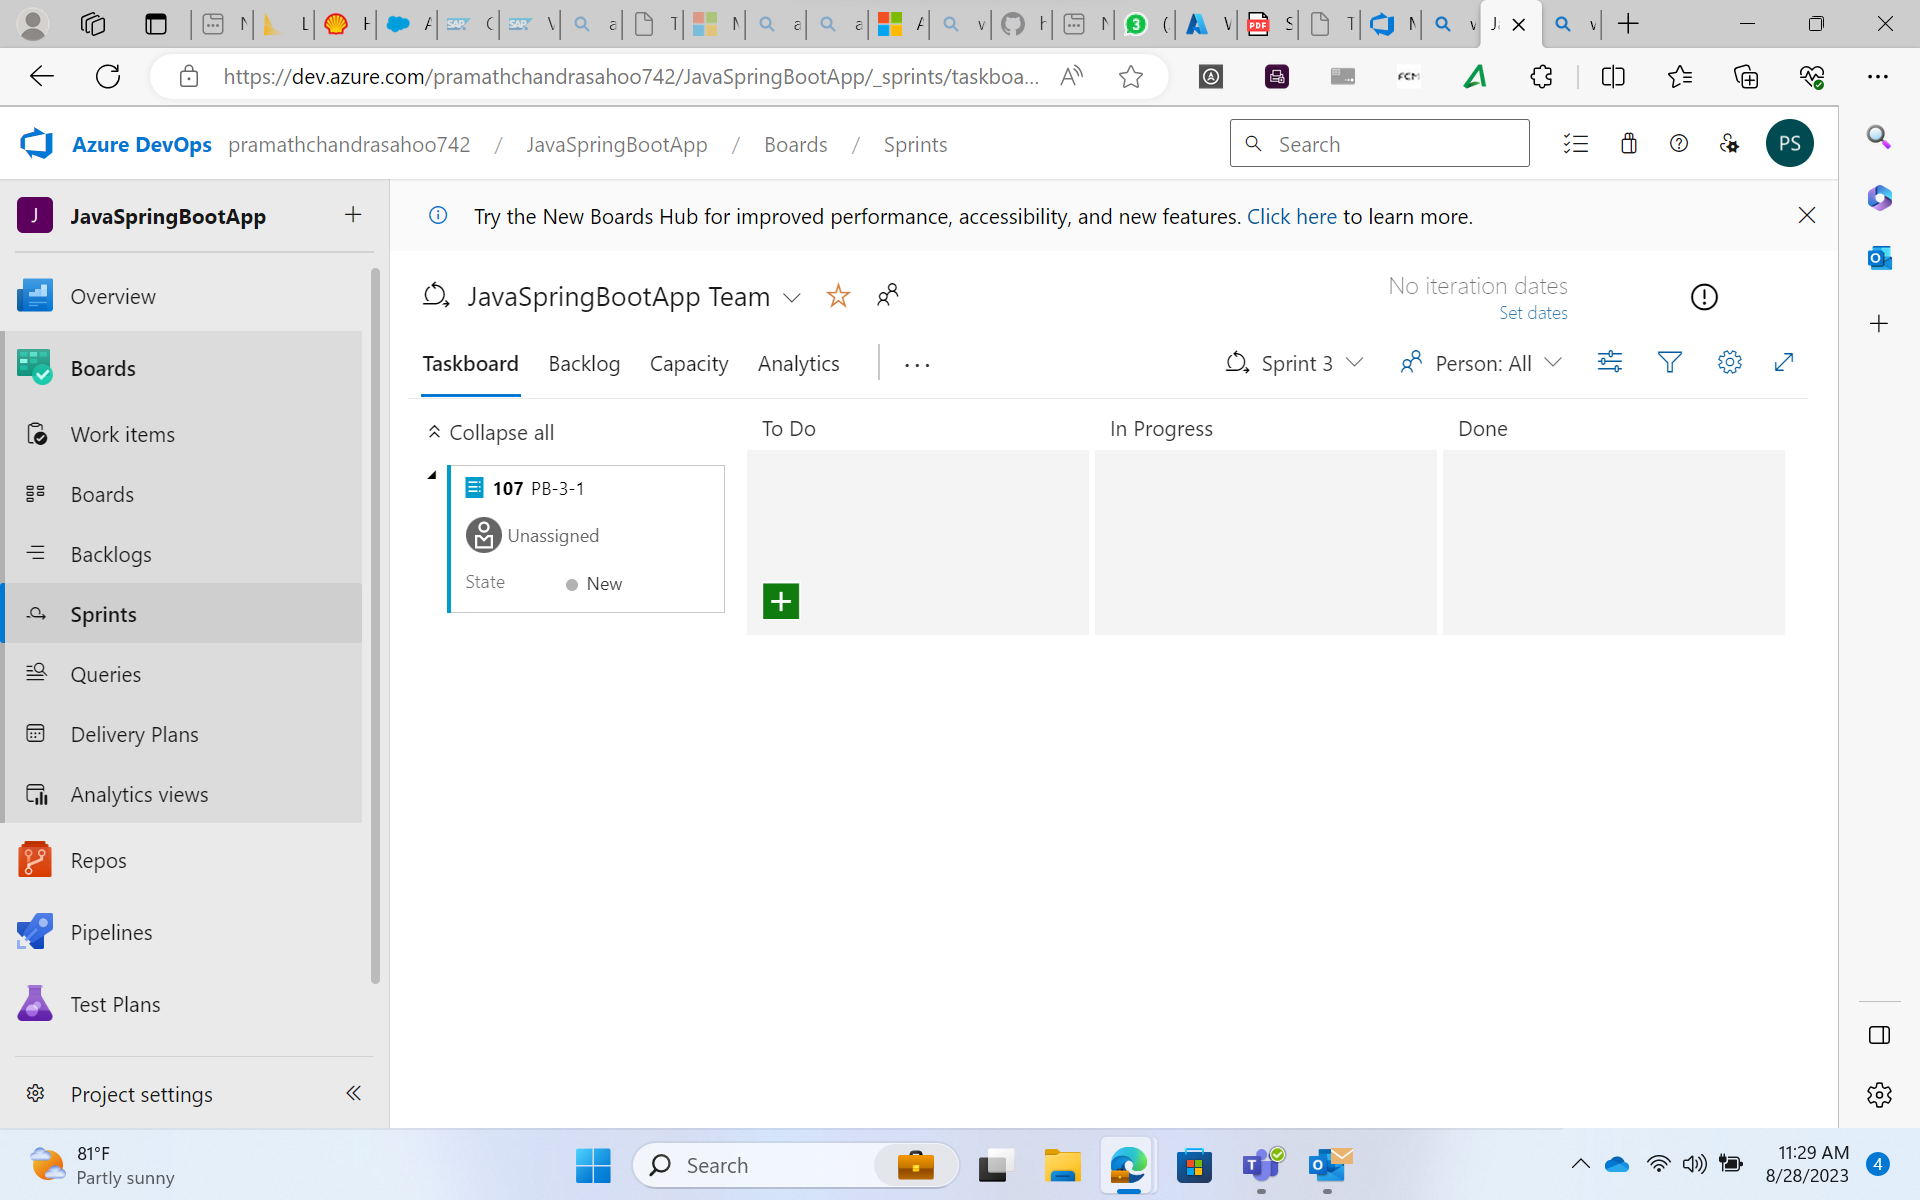 https://dev.azure.com/pramathchandrasahoo742/JavaSpringBootApp/_sprints/taskboa...
Azure DevOps pramathchandrasahoo742 / JavaSpringBootApp / Boards / Sprints
Search
PS
J JavaSpringBootApp
Try the New Boards Hub for improved performance, accessibility, and new features. Click here to learn more.
Overview
Boards
Work items
Boards
Backlogs
Sprints
Queries
Delivery Plans
Analytics views
Repos
Pipelines
Test Plans
Project settings
JavaSpringBootApp Team
No iteration dates
Set dates
Taskboard Backlog Capacity Analytics
Sprint 3
Person: All
Collapse all
To Do
In Progress
Done
107 PB-3-1
Unassigned
State
New
81°F
Partly sunny
Search
11:29 AM
8/28/2023
4